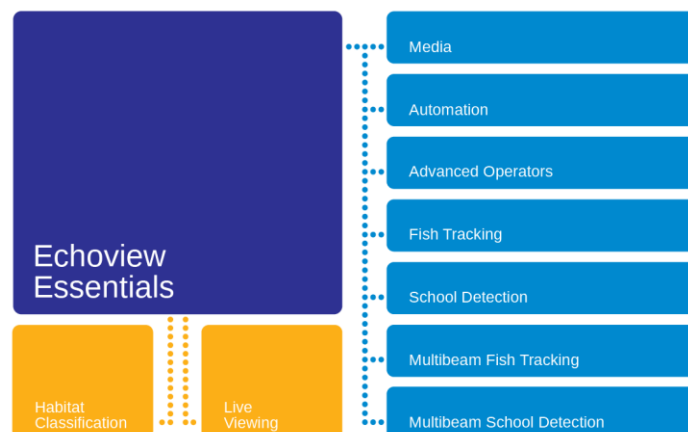 Echoview
Essentials
Habitat
Classification
Live
Viewing
Media
Automation
Advanced Operators
Fish Tracking
School Detection
Multibeam Fish Tracking
Multibeam School Detection